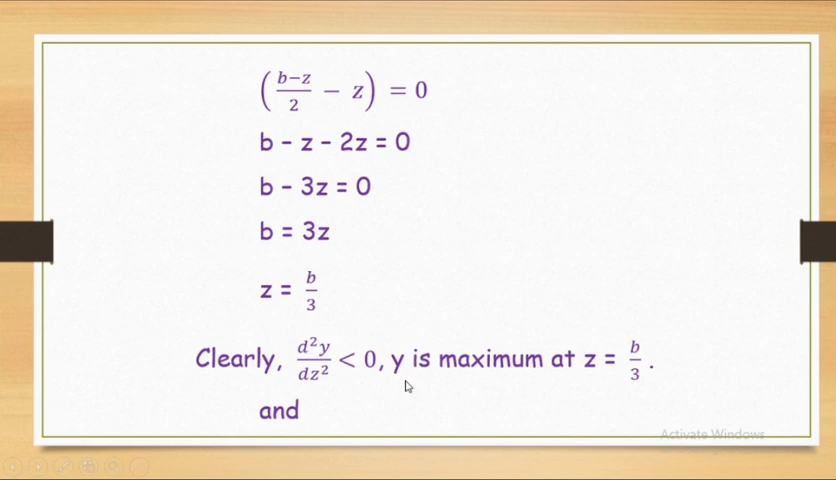 (b−z/2 − z) = 0
b - z - 2z = 0
b - 3z = 0
b = 3z
z = b/3
Clearly, d²y/dz² < 0, y is maximum at z = b/3 .
and
Activate Windows